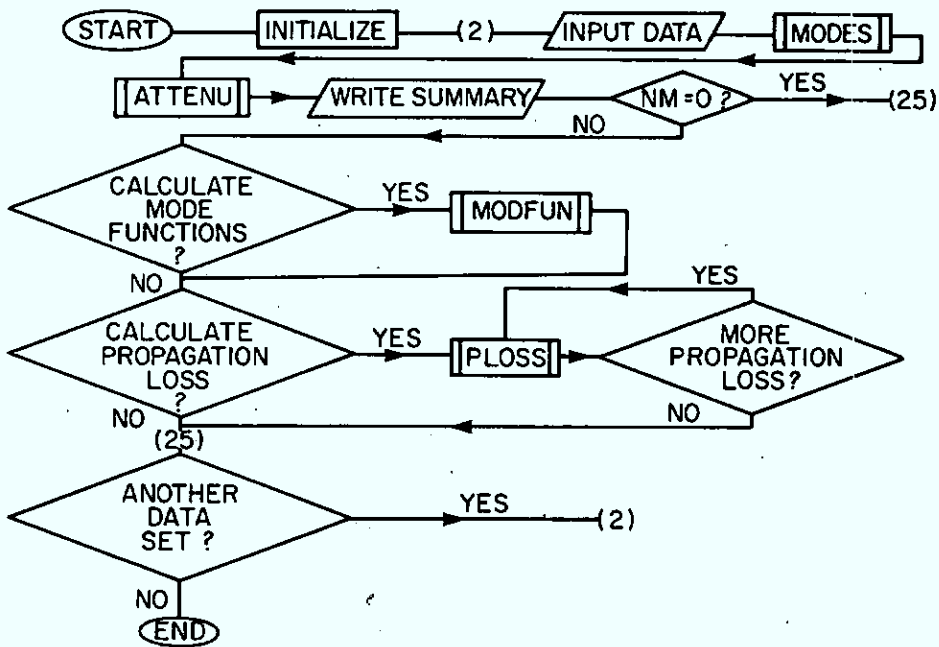 START INITIALIZE (2) INPUT DATA MODES
ATTENU WRITE SUMMARY NM=0 ? YES (25)
NO
CALCULATE
MODE
FUNCTIONS
?
YES
MODFUN
NO
CALCULATE
PROPAGATION
LOSS
?
YES
PLOSS
YES
MORE
PROPAGATION
LOSS?
NO
NO
(25)
ANOTHER
DATA
SET ?
YES
(2)
NO
END